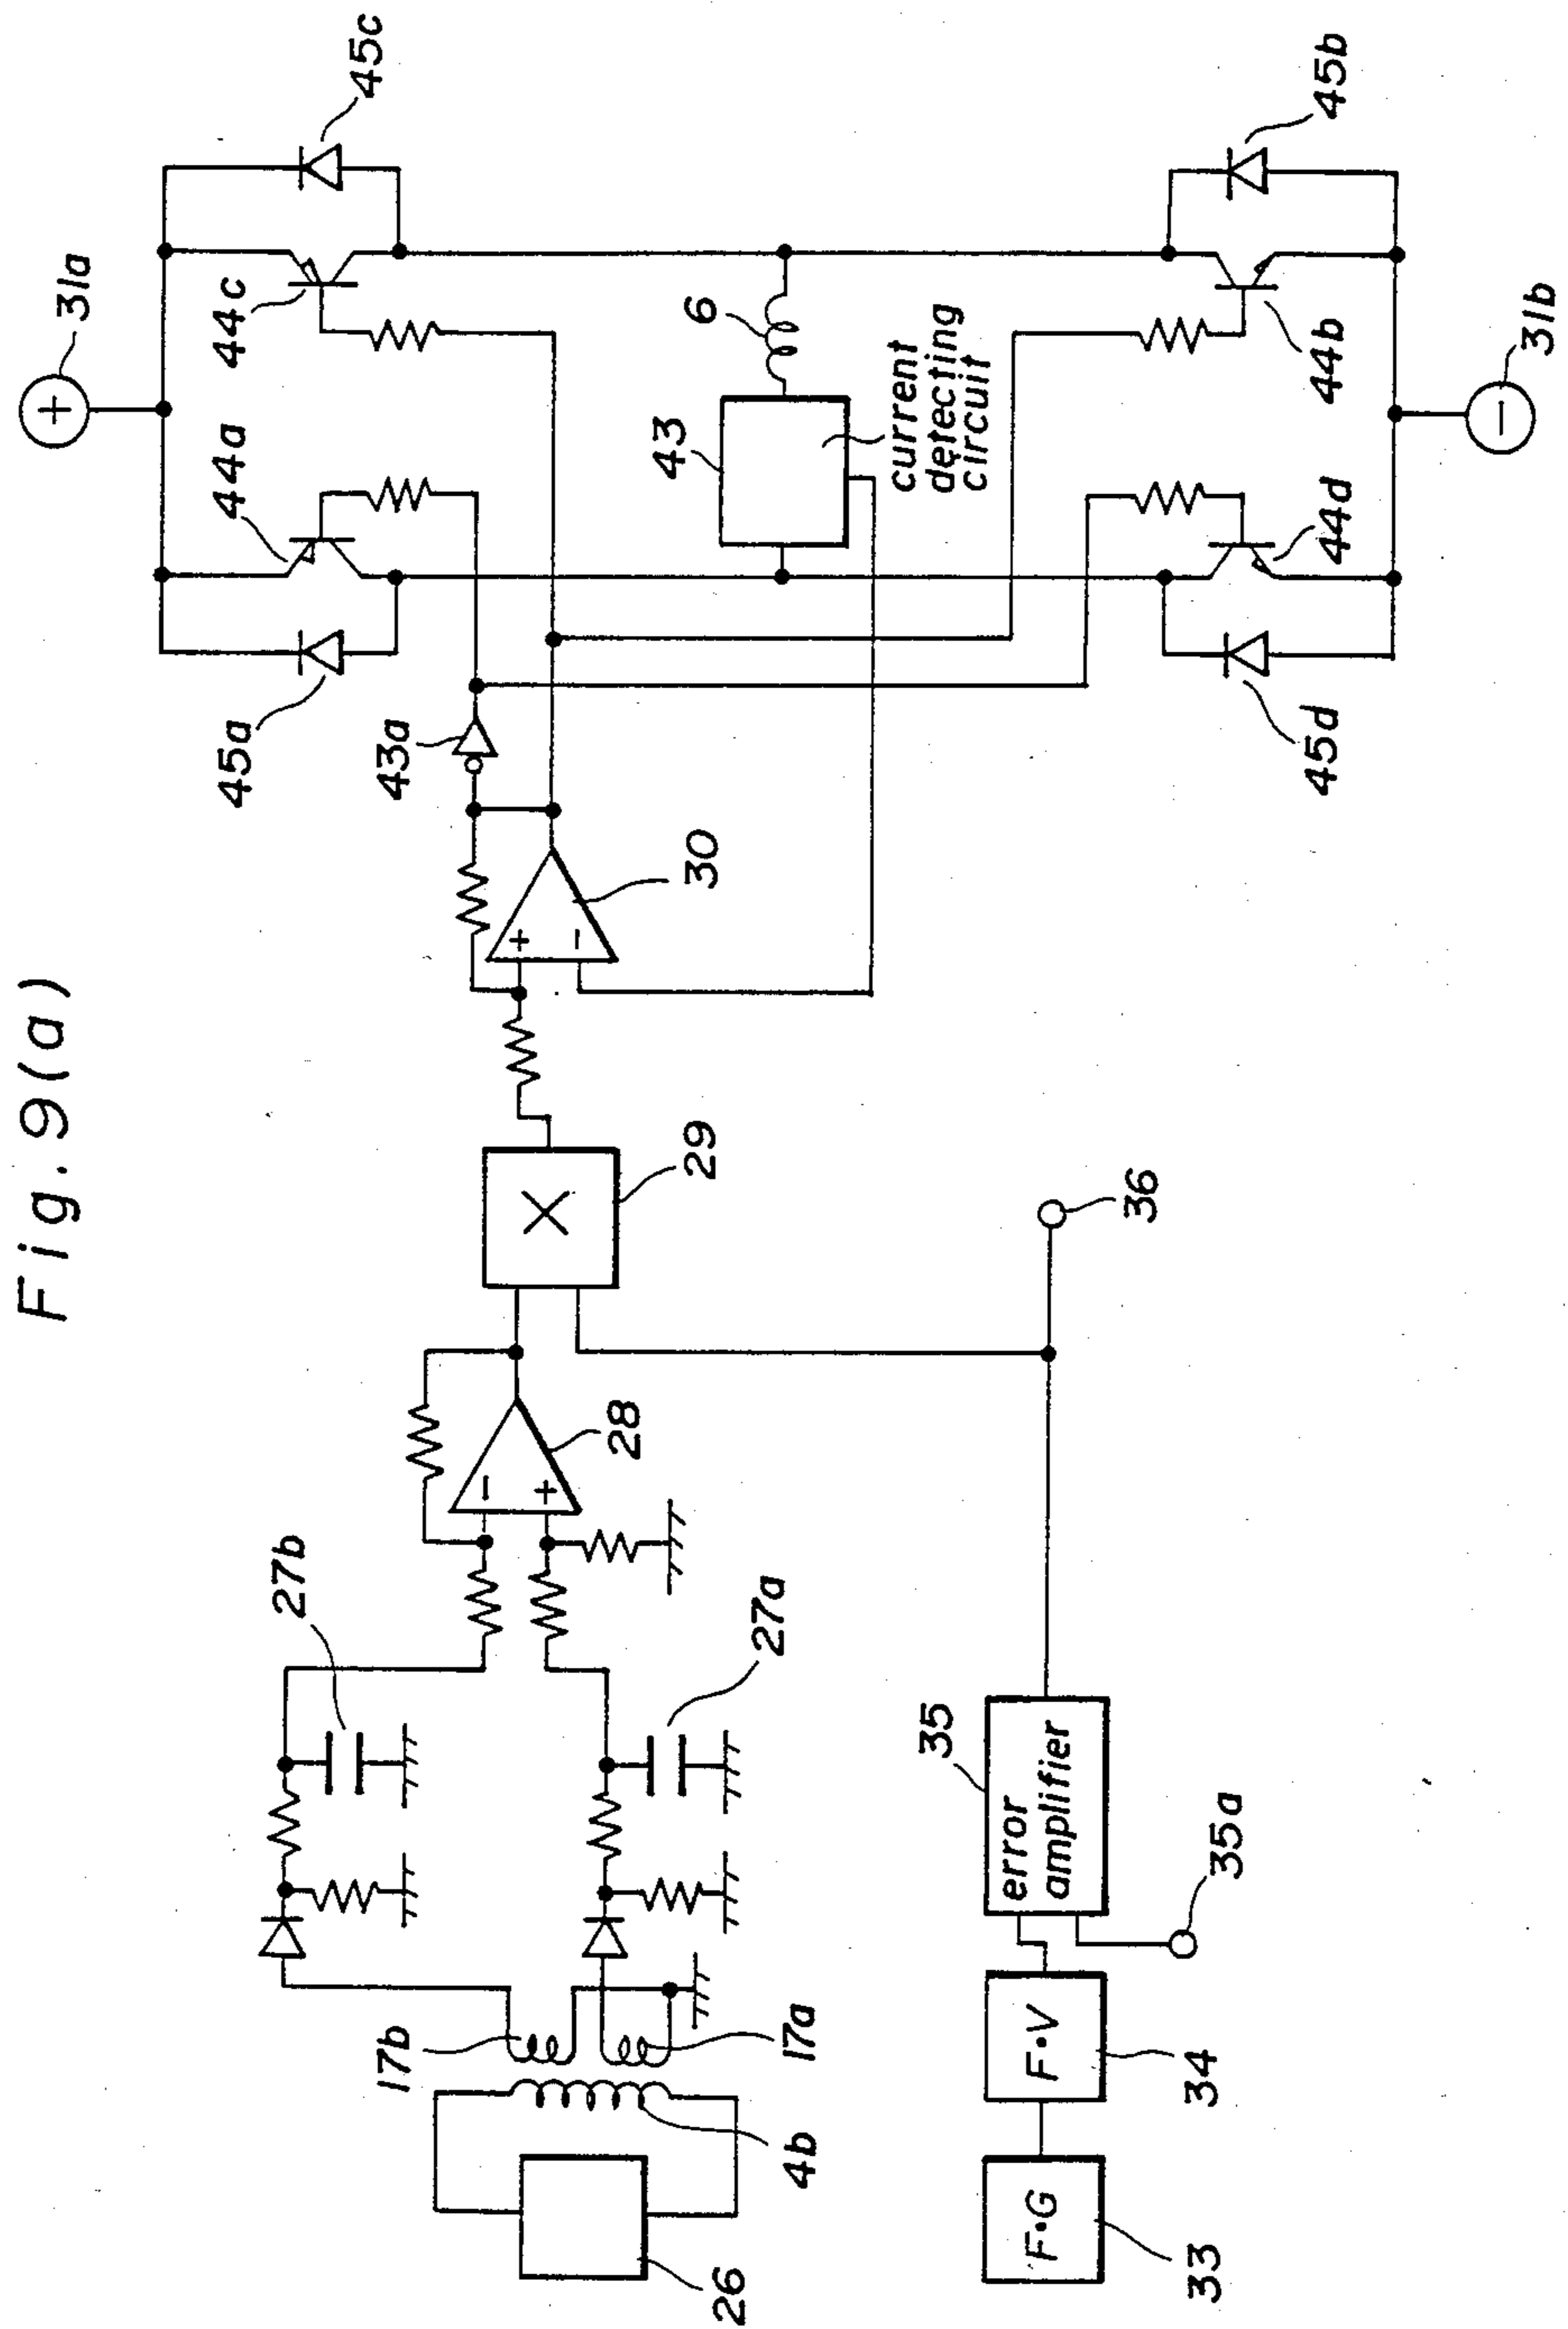 Fig. 9(a)
31a
+
45c
44c
44a
45a
43a
6
43
current
detecting
circuit
30
+
−
29
×
36
28
−
+
27b
27a
17b
17a
4b
26
35
error
amplifier
35a
F·V
34
F·G
33
44b
45b
44d
45d
31b
−